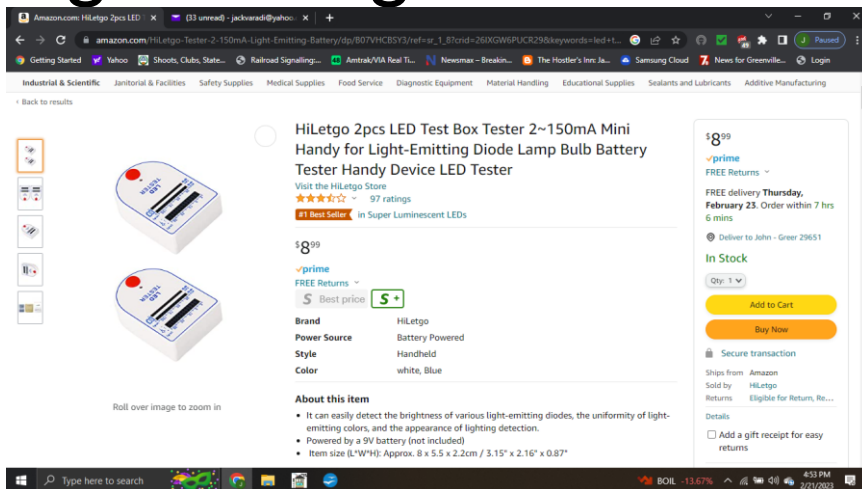 Amazon.com: HiLetgo 2pcs LED T
(33 unread) - jackvaradi@yahoo.
amazon.com/HiLetgo-Tester-2-150mA-Light-Emitting-Battery/dp/B07VHCBSY3/ref=sr_1_8?crid=26IXGW6PUCR29&keywords=led+t...
J Paused
Getting Started Yahoo Shoots, Clubs, State... Railroad Signalling:... Amtrak/VIA Real Ti... Newsmax – Breakin... The Hostler's Inn: Ja... Samsung Cloud News for Greenville... Login
Industrial & Scientific Janitorial & Facilities Safety Supplies Medical Supplies Food Service Diagnostic Equipment Material Handling Educational Supplies Sealants and Lubricants Additive Manufacturing
‹ Back to results
HiLetgo 2pcs LED Test Box Tester 2~150mA Mini
Handy for Light-Emitting Diode Lamp Bulb Battery
Tester Handy Device LED Tester
Visit the HiLetgo Store
97 ratings
#1 Best Seller in Super Luminescent LEDs
$899
prime
FREE Returns
S Best price S +
Brand HiLetgo
Power Source Battery Powered
Style Handheld
Color white, Blue
About this item
• It can easily detect the brightness of various light-emitting diodes, the uniformity of light-
emitting colors, and the appearance of lighting detection.
• Powered by a 9V battery (not included)
• Item size (L*W*H): Approx. 8 x 5.5 x 2.2cm / 3.15" x 2.16" x 0.87"
LED TESTER
LED TESTER
Roll over image to zoom in
$899
prime
FREE Returns
FREE delivery Thursday,
February 23. Order within 7 hrs
6 mins
Deliver to John - Greer 29651
In Stock
Qty: 1
Add to Cart
Buy Now
Secure transaction
Ships from Amazon
Sold by HiLetgo
Returns Eligible for Return, Re...
Details
Add a gift receipt for easy
returns
Type here to search
BOIL -13.67%
4:53 PM
2/21/2023